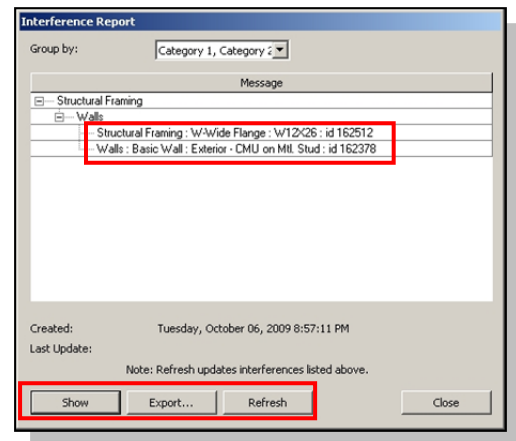 Interference Report
Group by: Category 1, Category 2
Message
Structural Framing
Walls
Structural Framing : W-Wide Flange : W12X26 : id 162512
Walls : Basic Wall : Exterior - CMU on Mtl. Stud : id 162378
Created: Tuesday, October 06, 2009 8:57:11 PM
Last Update:
Note: Refresh updates interferences listed above.
Show Export... Refresh Close